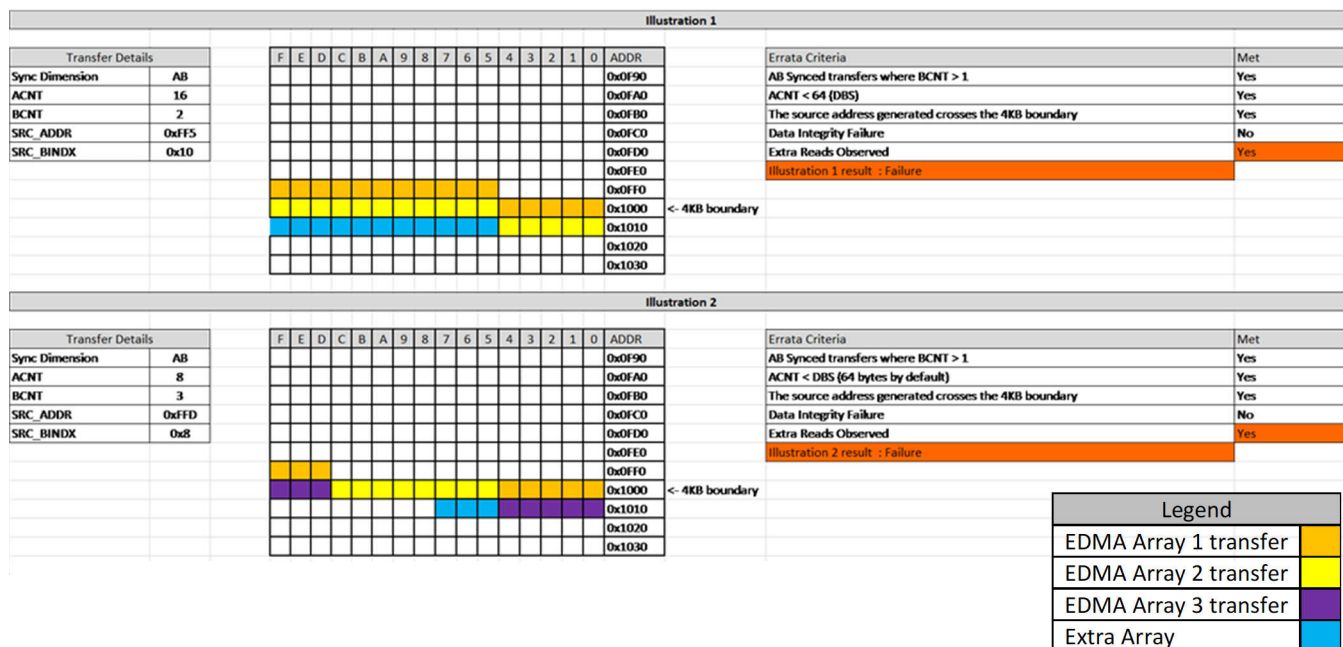 Illustration 1
Transfer Details F E D C B A 9 8 7 6 5 4 3 2 1 0 ADDR Errata Criteria Met
Sync Dimension AB 0x0F90 AB Synced transfers where BCNT > 1 Yes
ACNT 16 0x0FA0 ACNT < 64 (DBS) Yes
BCNT 2 0x0FB0 The source address generated crosses the 4KB boundary Yes
SRC_ADDR 0xFF5 0x0FC0 Data Integrity Failure No
SRC_BINDX 0x10 0x0FD0 Extra Reads Observed Yes
0x0FE0 Illustration 1 result : Failure
0x0FF0
0x1000 <- 4KB boundary
0x1010
0x1020
0x1030
Illustration 2
Transfer Details F E D C B A 9 8 7 6 5 4 3 2 1 0 ADDR Errata Criteria Met
Sync Dimension AB 0x0F90 AB Synced transfers where BCNT > 1 Yes
ACNT 8 0x0FA0 ACNT < DBS (64 bytes by default) Yes
BCNT 3 0x0FB0 The source address generated crosses the 4KB boundary Yes
SRC_ADDR 0xFFD 0x0FC0 Data Integrity Failure No
SRC_BINDX 0x8 0x0FD0 Extra Reads Observed Yes
0x0FE0 Illustration 2 result : Failure
0x0FF0
0x1000 <- 4KB boundary
0x1010
0x1020
0x1030
Legend
EDMA Array 1 transfer
EDMA Array 2 transfer
EDMA Array 3 transfer
Extra Array